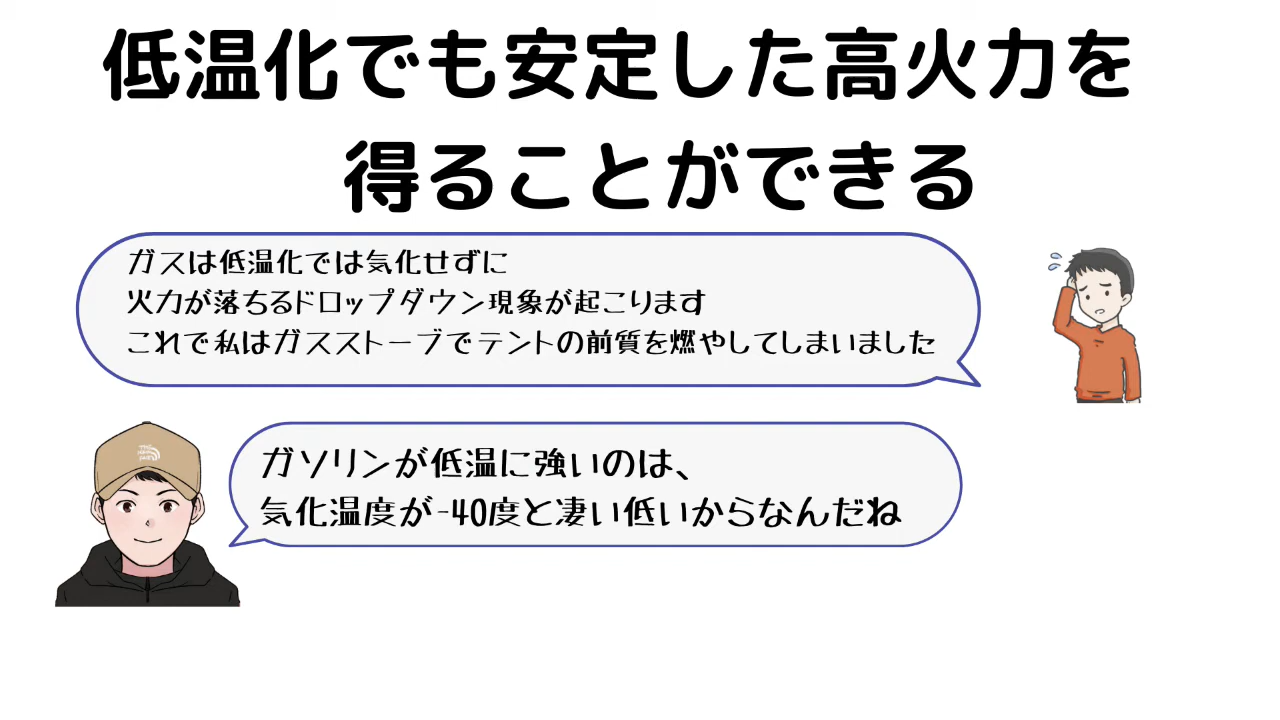 低温化でも安定した高火力を
得ることができる
ガスは低温化では気化せずに
火力が落ちるドロップダウン現象が起こります
これで私はガスストーブでテントの前質を燃やしてしまいました
ガソリンが低温に強いのは、
気化温度が-40度と凄い低いからなんだね